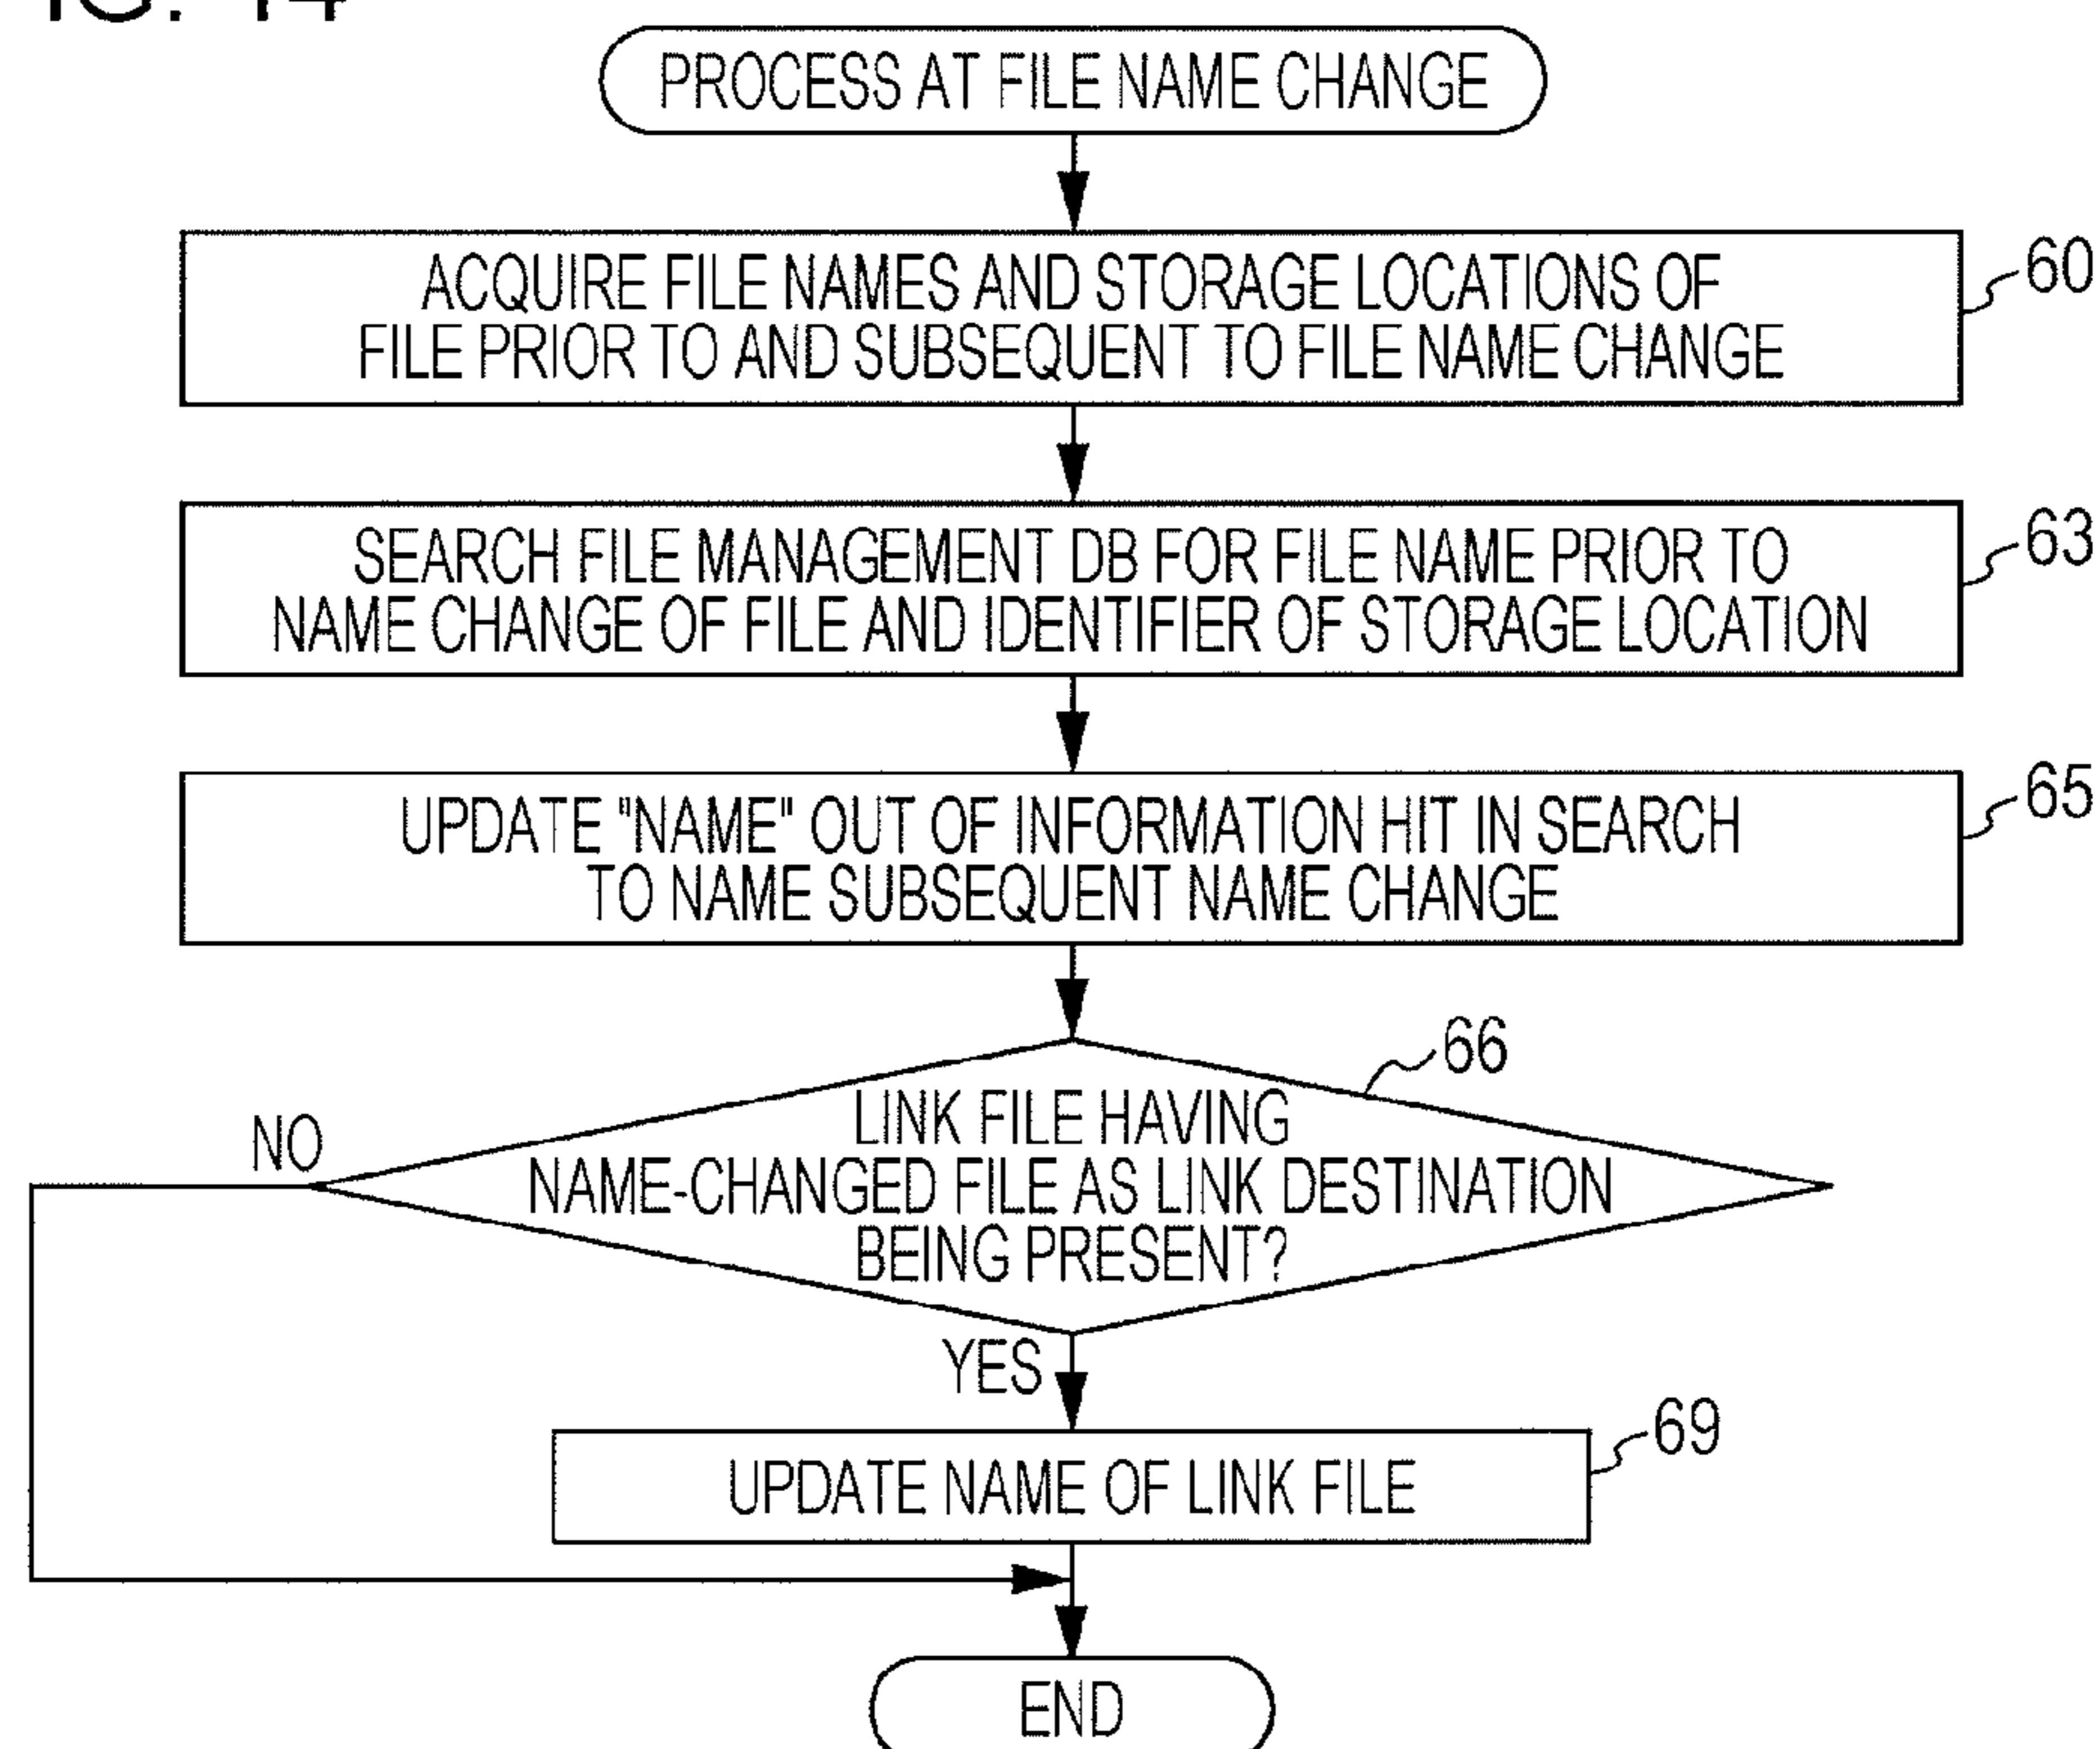 FIG. 14
PROCESS AT FILE NAME CHANGE
ACQUIRE FILE NAMES AND STORAGE LOCATIONS OF
FILE PRIOR TO AND SUBSEQUENT TO FILE NAME CHANGE
60
SEARCH FILE MANAGEMENT DB FOR FILE NAME PRIOR TO
NAME CHANGE OF FILE AND IDENTIFIER OF STORAGE LOCATION
63
UPDATE "NAME" OUT OF INFORMATION HIT IN SEARCH
TO NAME SUBSEQUENT NAME CHANGE
65
66
LINK FILE HAVING
NAME-CHANGED FILE AS LINK DESTINATION
BEING PRESENT?
NO
YES
UPDATE NAME OF LINK FILE
69
END